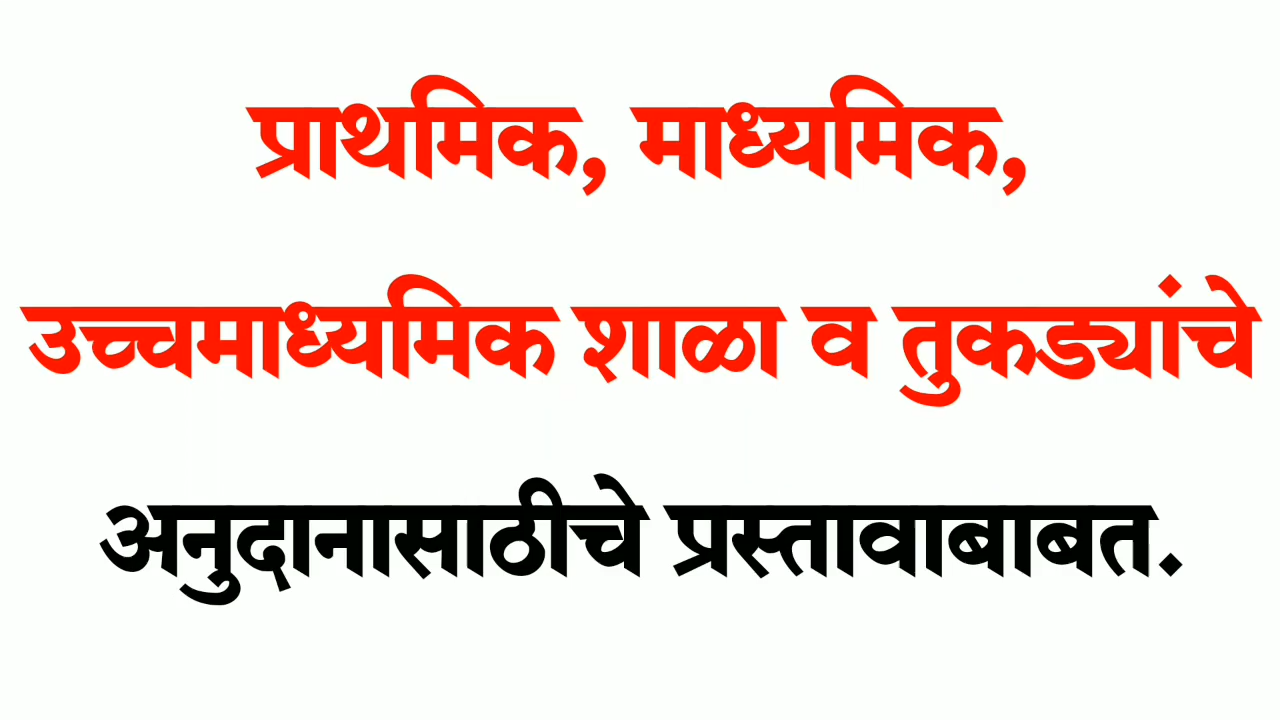 प्राथमिक, माध्यमिक,
उच्चमाध्यमिक शाळा व तुकड्यांचे
अनुदानासाठीचे प्रस्तावाबाबत.